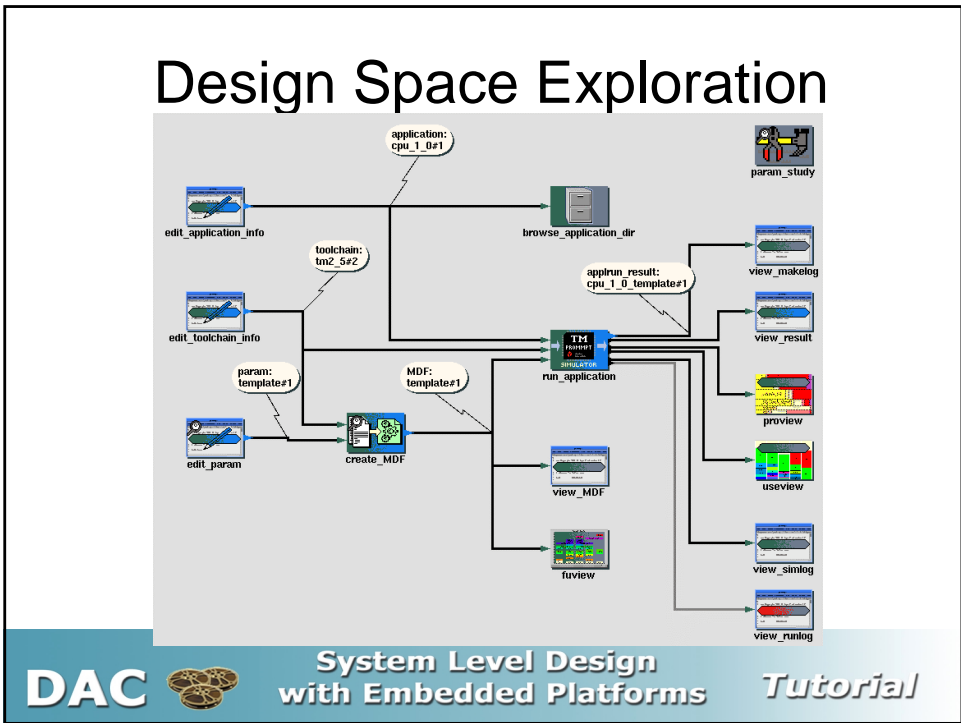 Design Space Exploration
application:
cpu_1_0#1
param_study
edit_application_info
browse_application_dir
toolchain:
tm2_5#2
applrun_result:
cpu_1_0_template#1
view_makelog
edit_toolchain_info
TM
PROMMPT
SIMULATOR
run_application
view_result
param:
template#1
MDF:
template#1
proview
edit_param
create_MDF
view_MDF
useview
fuview
view_simlog
view_runlog
DAC
System Level Design
with Embedded Platforms
Tutorial